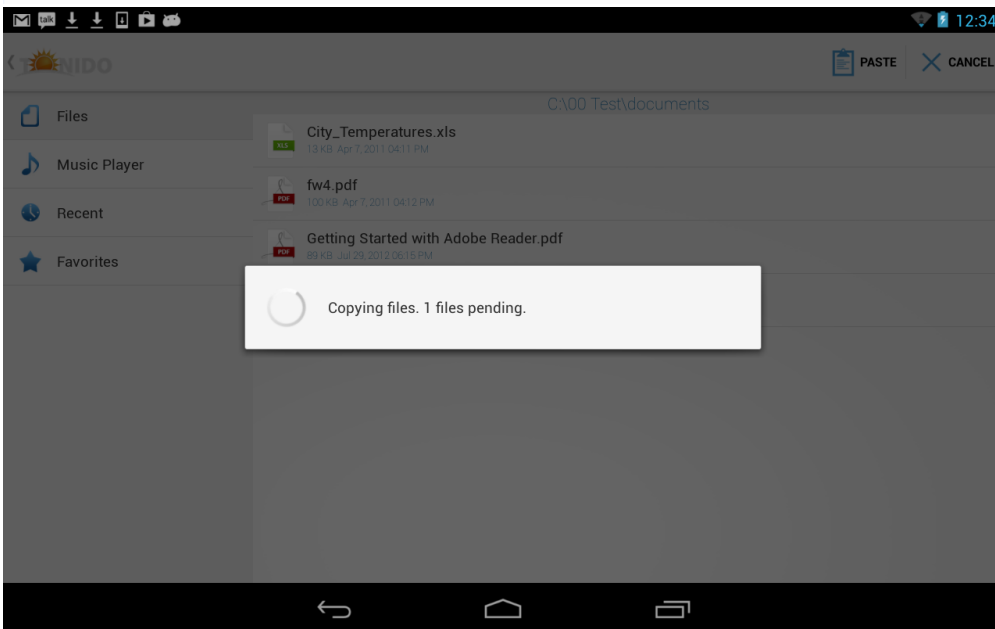 talk
12:34
TONIDO
PASTE
CANCEL
C:\00 Test\documents
Files
Music Player
Recent
Favorites
XLS
City_Temperatures.xls
13 KB Apr 7, 2011 04:11 PM
PDF
fw4.pdf
100 KB Apr 7, 2011 04:12 PM
PDF
Getting Started with Adobe Reader.pdf
89 KB Jul 29, 2012 06:15 PM
Copying files. 1 files pending.